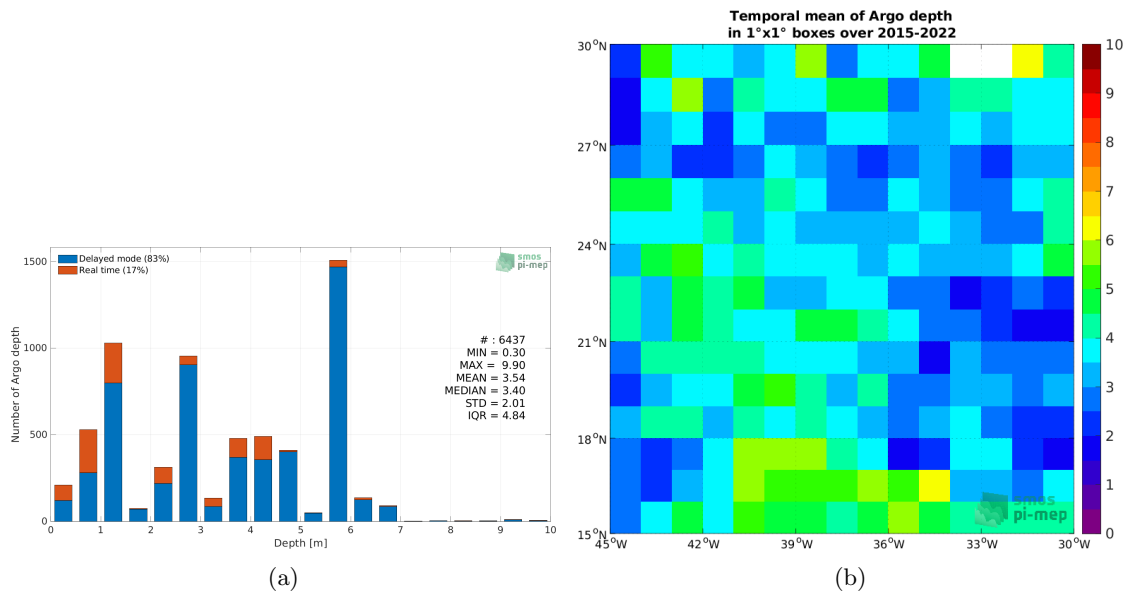 Delayed mode (83%)
Real time (17%)
smos
pi-mep
# : 6437
MIN = 0.30
MAX = 9.90
MEAN = 3.54
MEDIAN = 3.40
STD = 2.01
IQR = 4.84
Number of Argo depth
1500
1000
500
0
0 1 2 3 4 5 6 7 8 9 10
Depth [m]
(a)
Temporal mean of Argo depth
in 1°x1° boxes over 2015-2022
30°N
27°N
24°N
21°N
18°N
15°N
45°W 42°W 39°W 36°W 33°W 30°W
smos
pi-mep
10
9
8
7
6
5
4
3
2
1
0
(b)